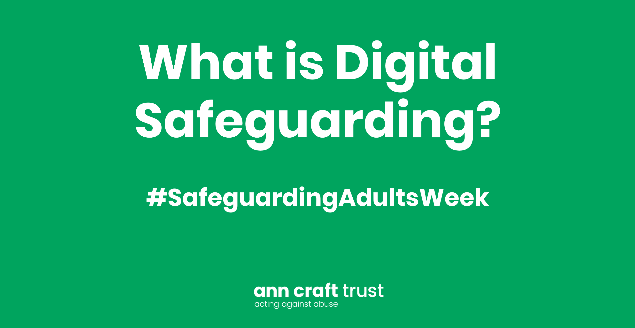 What is Digital
Safeguarding?
#SafeguardingAdultsWeek
ann craft trust
acting against abuse